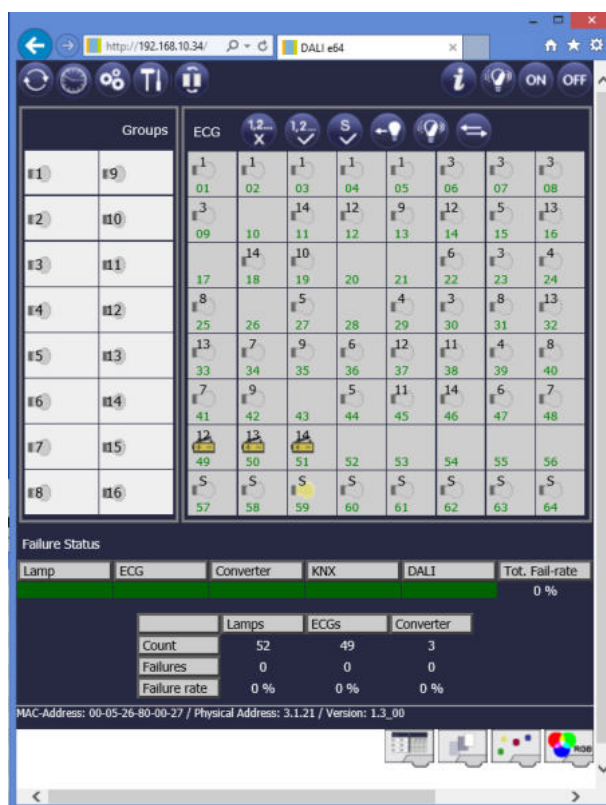 http://192.168.10.34/
DALI e64
i ON OFF
Groups
ECG 1,2... X 1,2... S
1 9
2 10
3 11
4 12
5 13
6 14
7 15
8 16
1 1 1 1 1 3 3 3
01 02 03 04 05 06 07 08
3 14 12 9 12 5 13
09 10 11 12 13 14 15 16
14 10 6 3 4
17 18 19 20 21 22 23 24
8 5 4 3 8 13
25 26 27 28 29 30 31 32
13 7 9 6 12 11 4 8
33 34 35 36 37 38 39 40
7 9 5 11 14 6 7
41 42 43 44 45 46 47 48
12 13 14
49 50 51 52 53 54 55 56
S S S S S S S S
57 58 59 60 61 62 63 64
Failure Status
Lamp ECG Converter KNX DALI Tot. Fail-rate
0 %
Lamps ECGs Converter
Count 52 49 3
Failures 0 0 0
Failure rate 0 % 0 % 0 %
MAC-Address: 00-05-26-80-00-27 / Physical Address: 3.1.21 / Version: 1.3_00
RGB